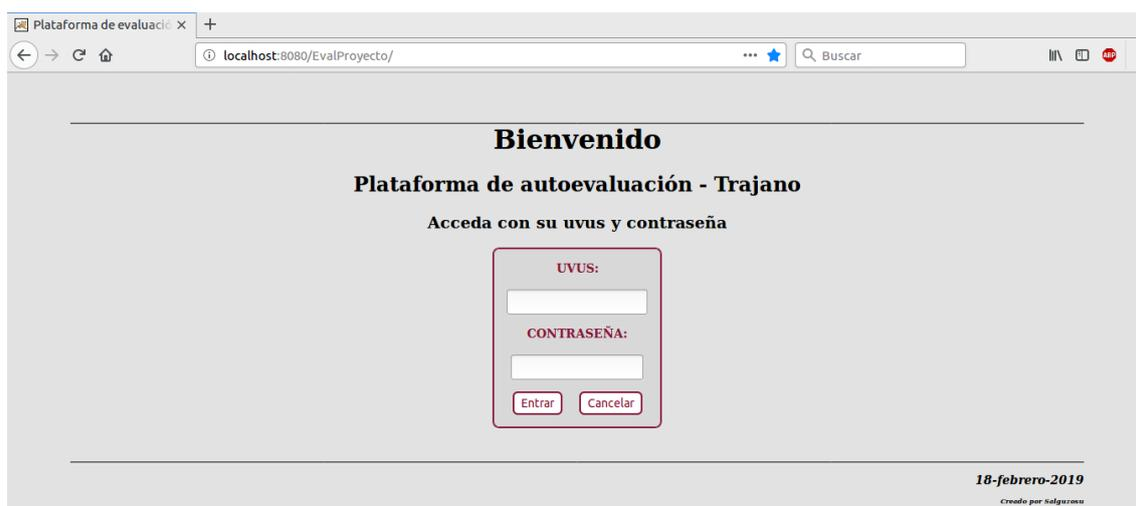 Plataforma de evaluació
localhost:8080/EvalProyecto/
Buscar
ABP
Bienvenido
Plataforma de autoevaluación - Trajano
Acceda con su uvus y contraseña
UVUS:
CONTRASEÑA:
Entrar Cancelar
18-febrero-2019
Creado por Salguzosu